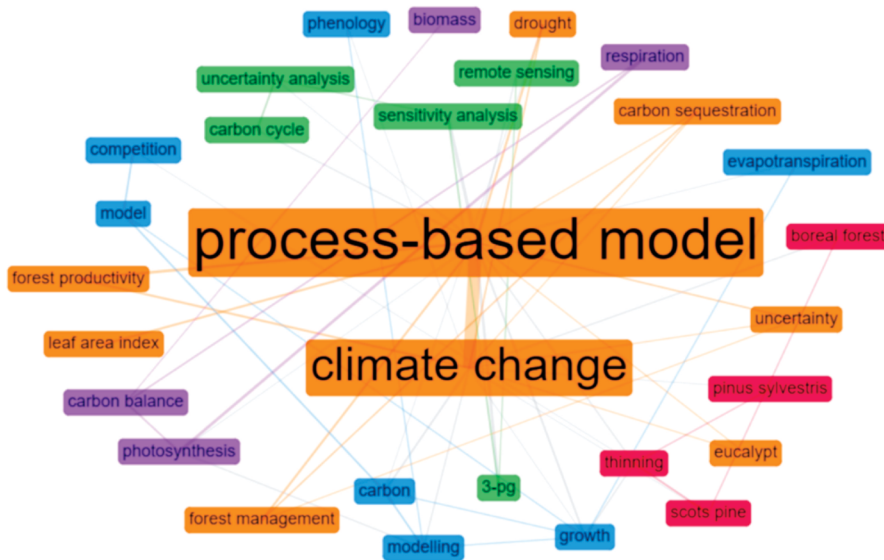 biomass
phenology
drought
respiration
uncertainty analysis
remote sensing
carbon sequestration
sensitivity analysis
carbon cycle
competition
evapotranspiration
model
process-based model
boreal forest
forest productivity
uncertainty
leaf area index
climate change
pinus sylvestris
carbon balance
photosynthesis
eucalypt
thinning
carbon
3-pg
forest management
scots pine
growth
modelling